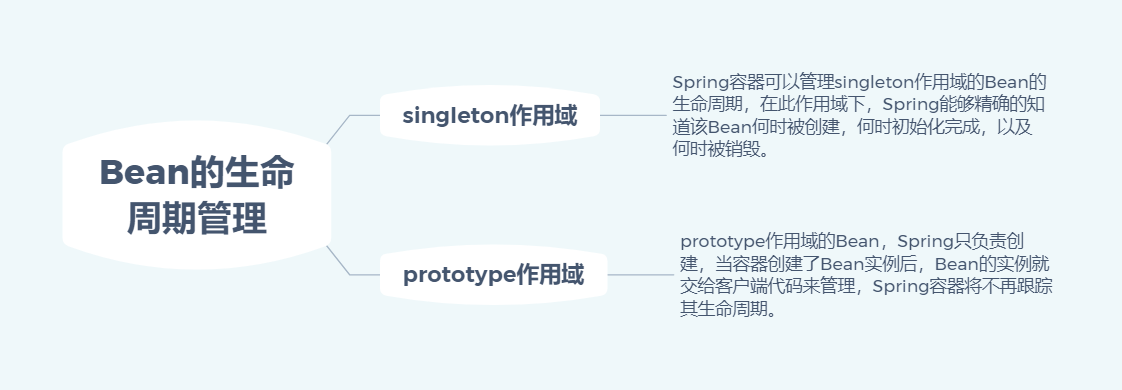 Bean的生命
周期管理
singleton作用域
Spring容器可以管理singleton作用域的Bean的
生命周期，在此作用域下，Spring能够精确的知
道该Bean何时被创建，何时初始化完成，以及
何时被销毁。
prototype作用域
prototype作用域的Bean，Spring只负责创
建，当容器创建了Bean实例后，Bean的实例就
交给客户端代码来管理，Spring容器将不再跟踪
其生命周期。